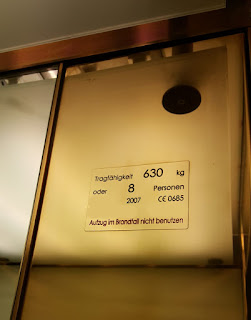 Tragfähigkeit 630 kg
oder 8 Personen
2007 CE 0685
Aufzug im Brandfall nicht benutzen